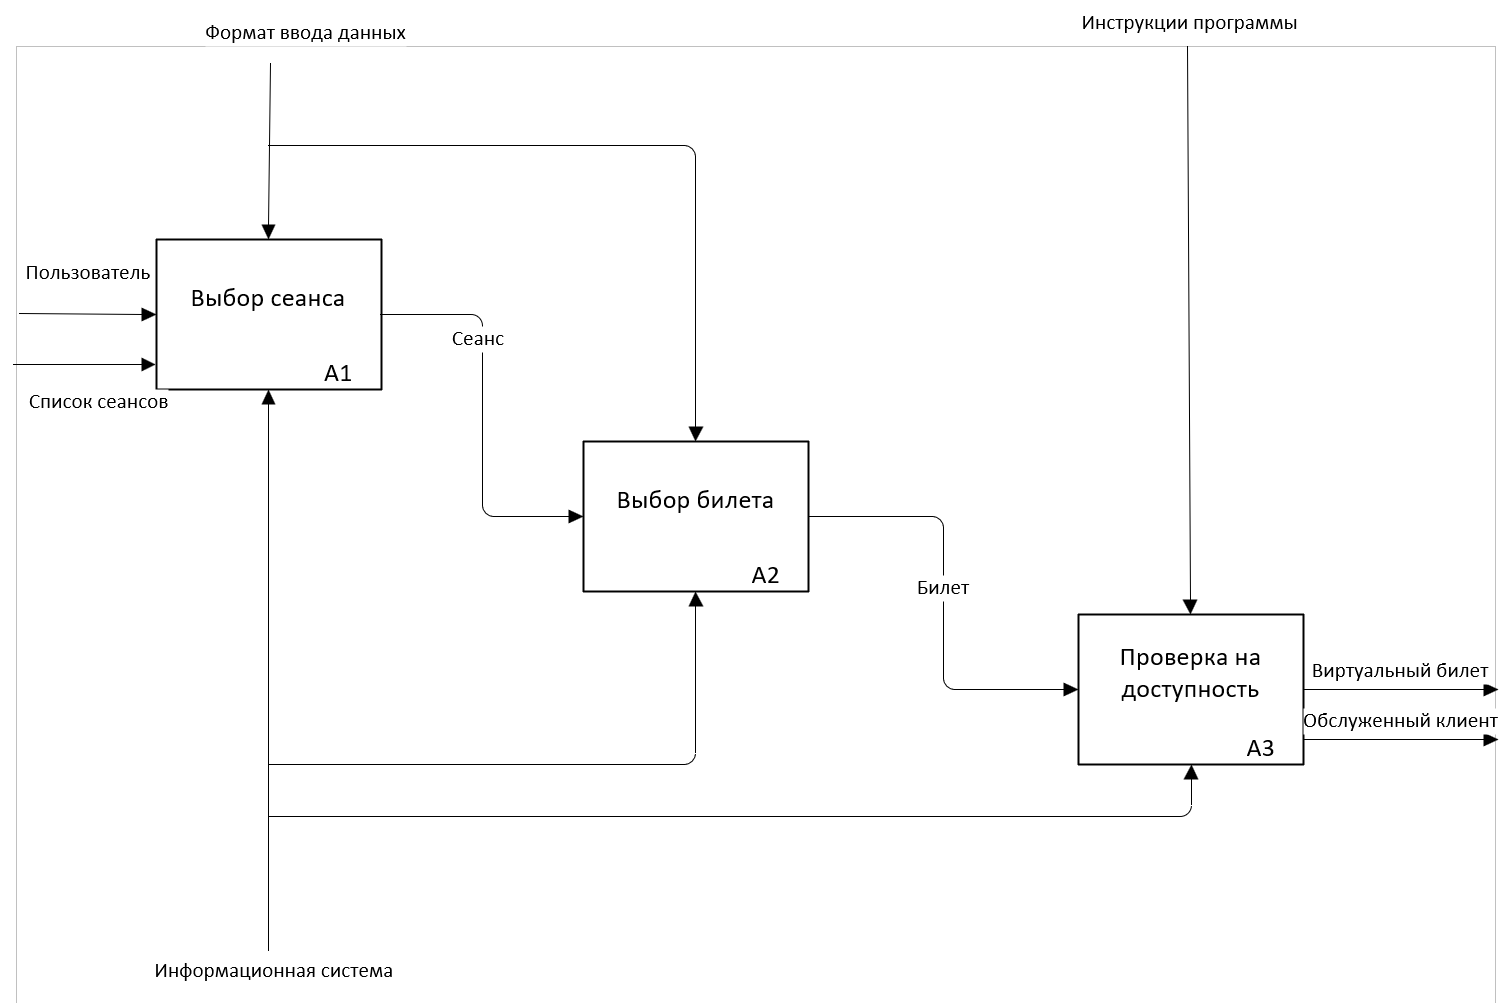 Формат ввода данных
Инструкции программы
Пользователь
Выбор сеанса
Сеанс
А1
Список сеансов
Выбор билета
А2
Билет
Проверка на
доступность
Виртуальный билет
Обслуженный клиент
А3
Информационная система